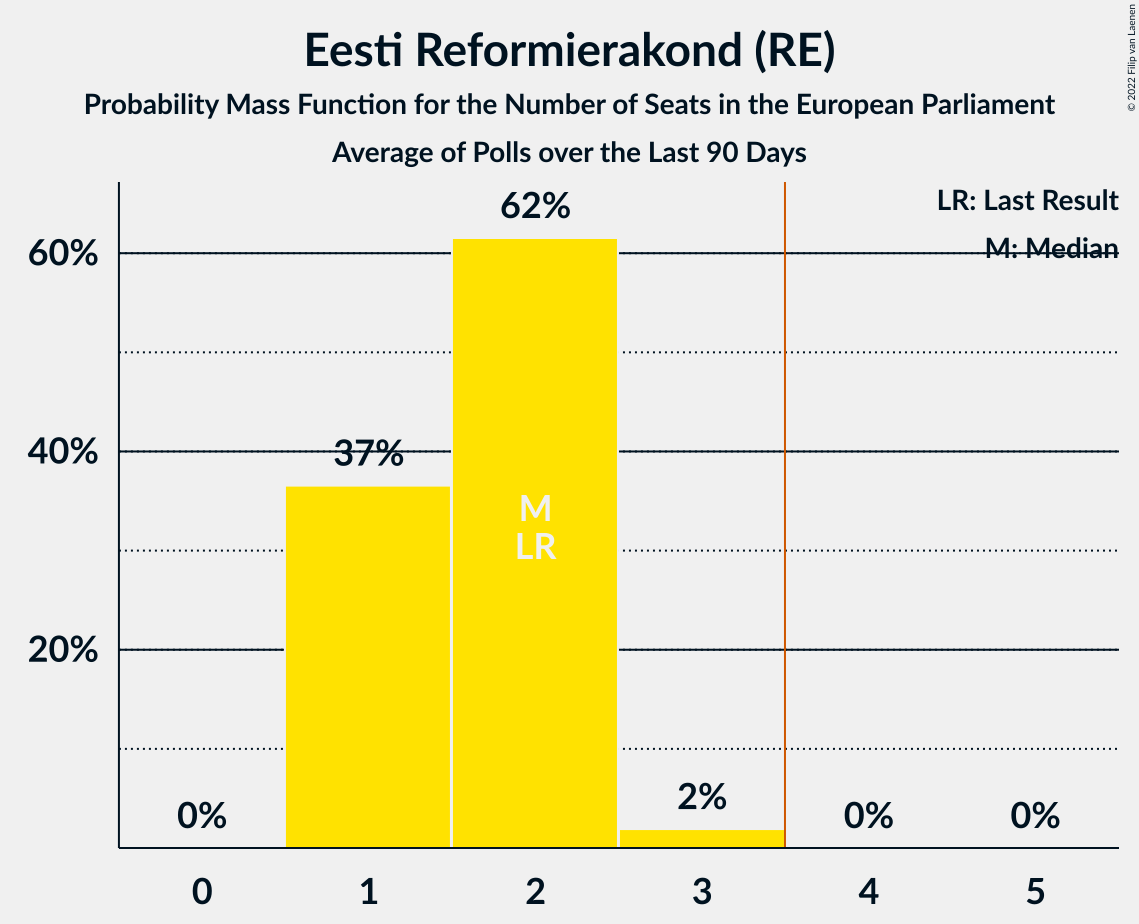 Eesti Reformierakond (RE)
Probability Mass Function for the Number of Seats in the European Parliament
Average of Polls over the Last 90 Days
© 2022 Filip van Laenen
LR: Last Result
M: Median
60%
40%
20%
0%
37%
62%
M
LR
2%
0%
0%
0
1
2
3
4
5